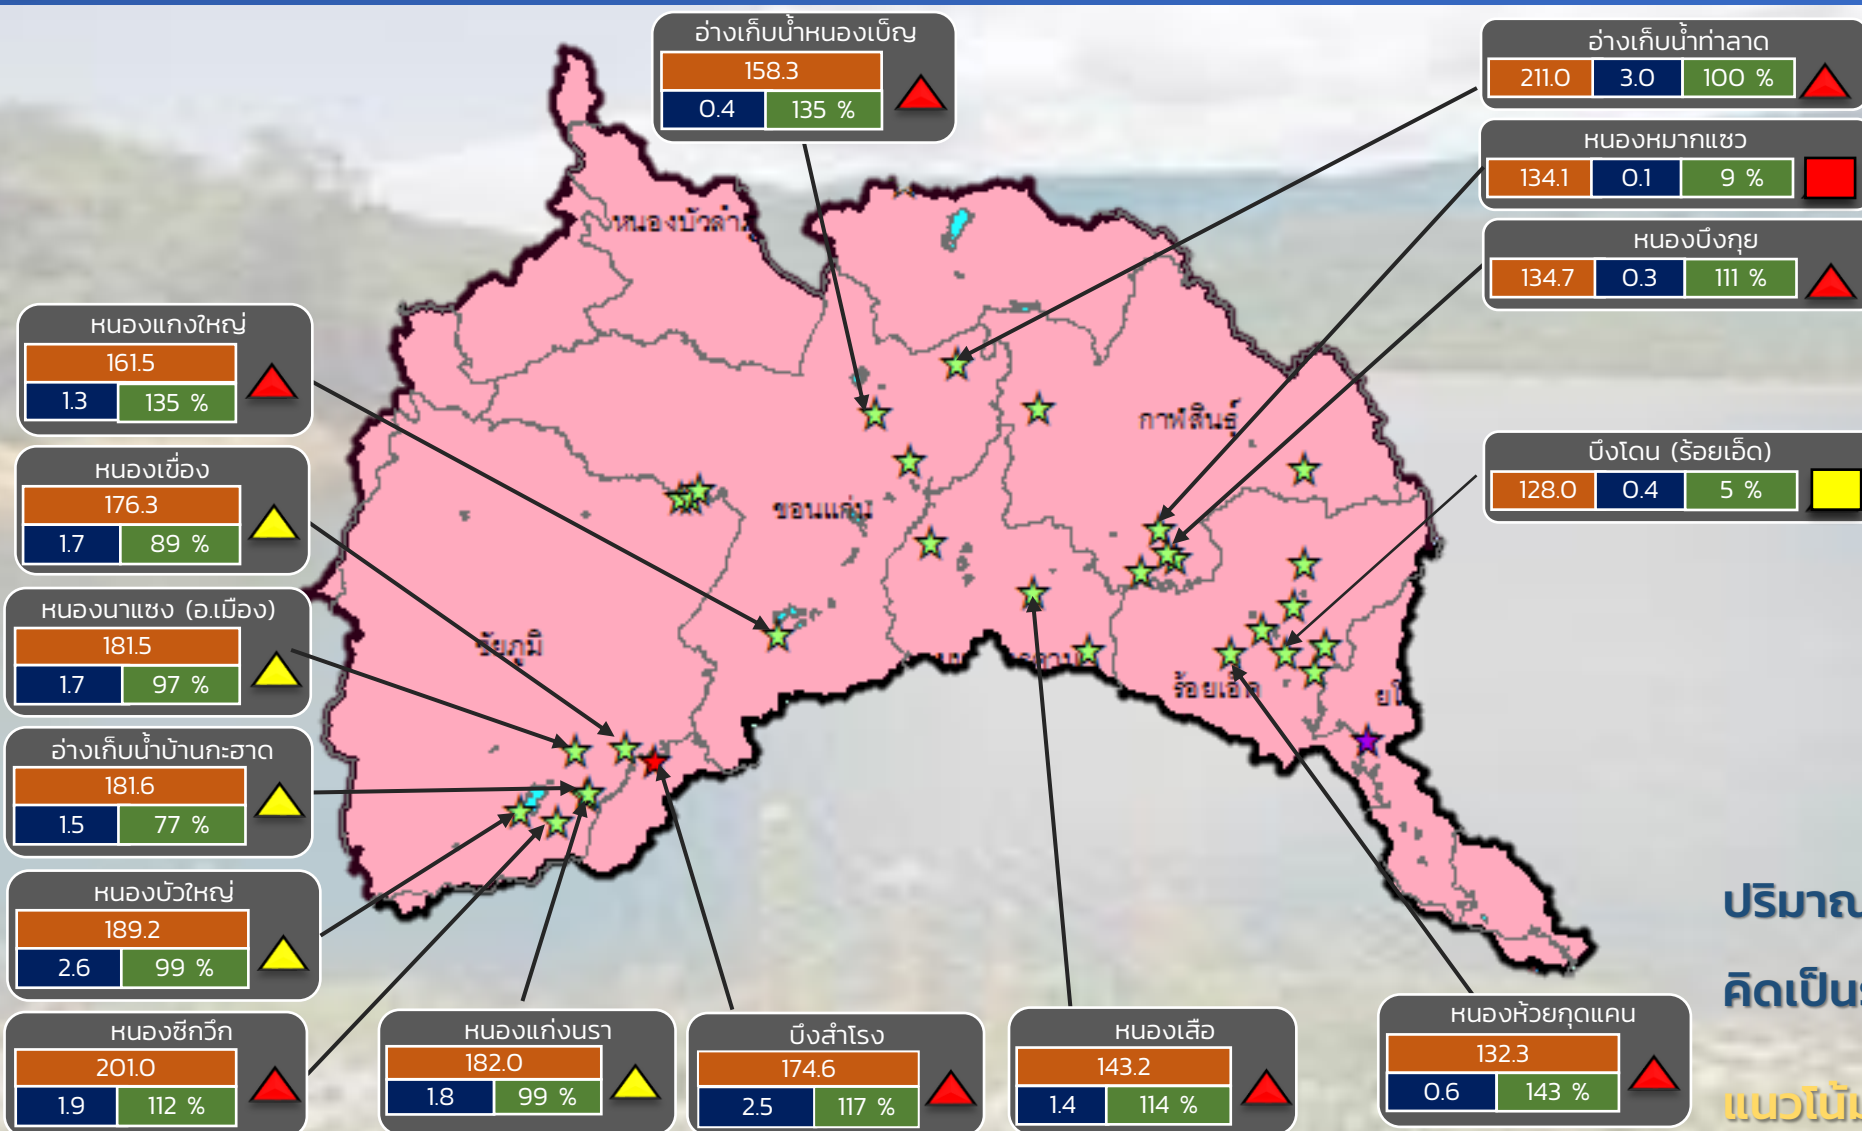 อ่างเก็บน้ำหนองเบ็ญ
158.3
0.4 135 %
อ่างเก็บน้ำท่าลาด
211.0 3.0 100 %
หนองหมากแซว
134.1 0.1 9 %
หนองบึงกุย
134.7 0.3 111 %
บึงโดน (ร้อยเอ็ด)
128.0 0.4 5 %
หนองแกงใหญ่
161.5
1.3 135 %
หนองเขื่อง
176.3
1.7 89 %
หนองนาแซง (อ.เมือง)
181.5
1.7 97 %
อ่างเก็บน้ำบ้านกะฮาด
181.6
1.5 77 %
หนองบัวใหญ่
189.2
2.6 99 %
หนองซีกวึก
201.0
1.9 112 %
หนองแก่งนรา
182.0
1.8 99 %
บึงสำโรง
174.6
2.5 117 %
หนองเสือ
143.2
1.4 114 %
หนองห้วยกุดแคน
132.3
0.6 143 %
หนองบัวลำภู
กาฬสินธุ์
ขอนแก่น
ชัยภูมิ
ร้อยเอ็ด
ปริมาณ
คิดเป็นร
แนวโน้ม